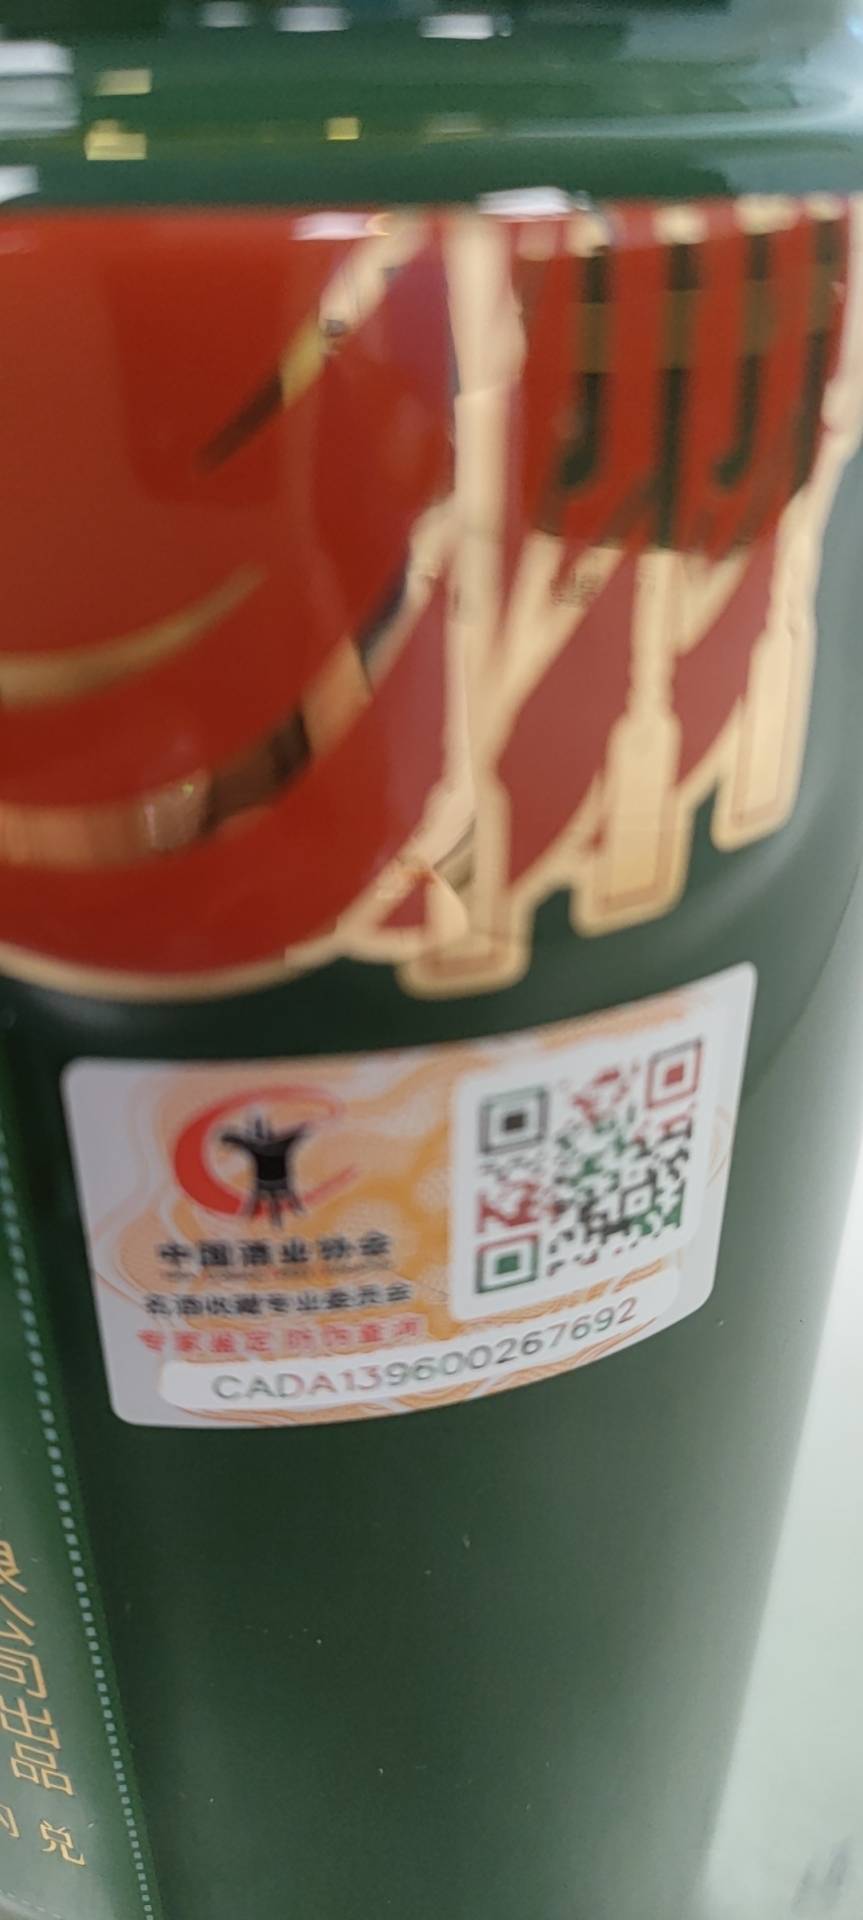 中国酒业协会
名酒收藏专业委员会
专家鉴定 防伪查询
CADA139600267692
司出品
兑